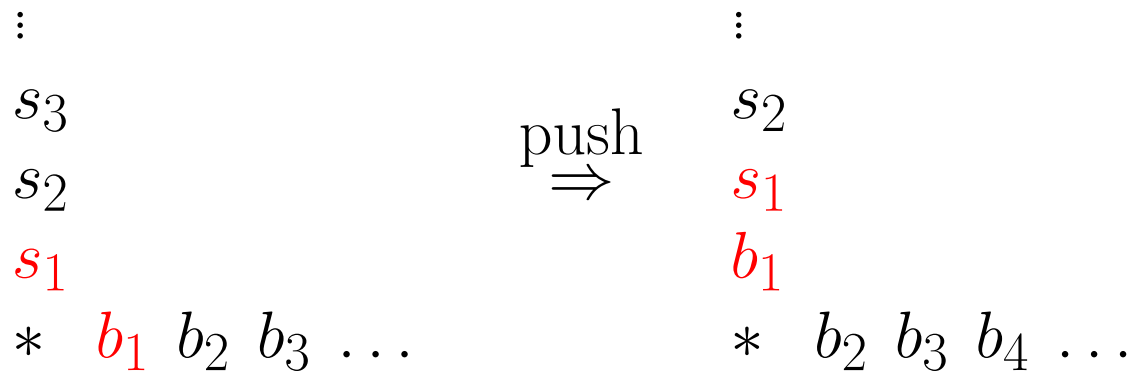 ⋮ ⋮
s₃ s₂
push
s₂ ⇒ s₁
s₁ b₁
* b₁ b₂ b₃ … * b₂ b₃ b₄ …